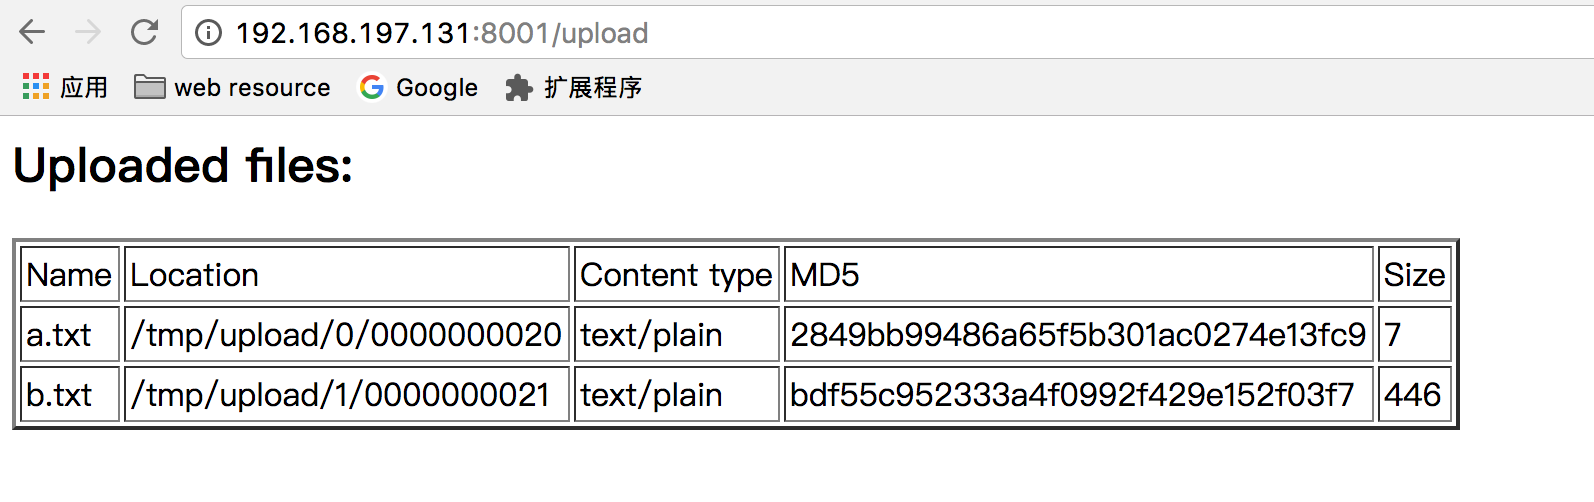 192.168.197.131:8001/upload
应用 web resource Google 扩展程序
Uploaded files:
Name Location Content type MD5 Size
a.txt /tmp/upload/0/0000000020 text/plain 2849bb99486a65f5b301ac0274e13fc9 7
b.txt /tmp/upload/1/0000000021 text/plain bdf55c952333a4f0992f429e152f03f7 446